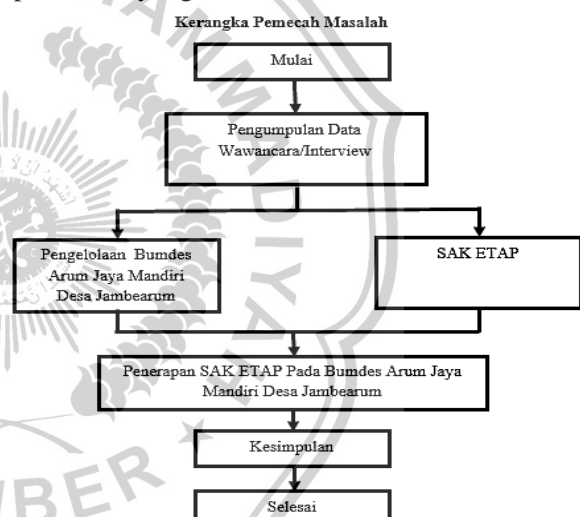 Kerangka Pemecah Masalah
Mulai
Pengumpulan Data
Wawancara/Interview
Pengelolaan Bumdes
Arum Jaya Mandiri
Desa Jambearum
SAK ETAP
Penerapan SAK ETAP Pada Bumdes Arum Jaya
Mandiri Desa Jambearum
Kesimpulan
Selesai